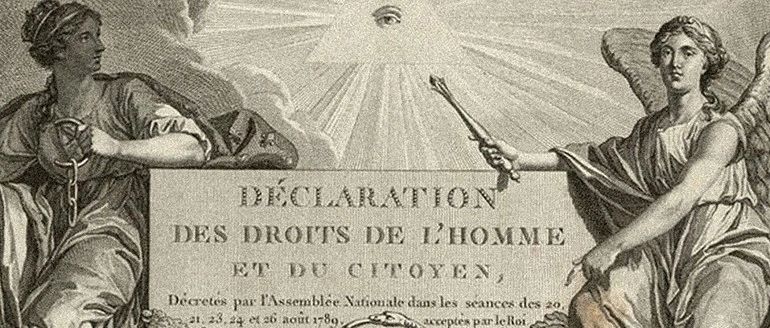 DÉCLARATION
DES DROITS DE L'HOMME
ET DU CITOYEN,
Décretés par l'Assemblée Nationale dans les séances des 20,
21, 23, 24 et 26 août 1789, acceptés par le Roi